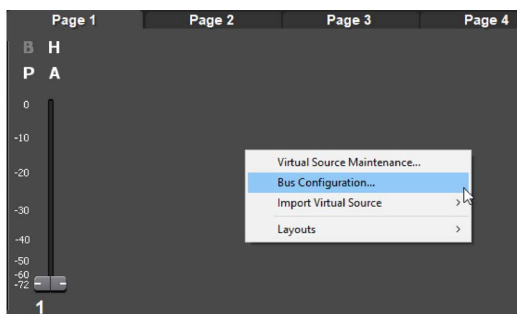 Page 1 Page 2 Page 3 Page 4
B H
P A
0
-10
-20
-30
-40
-50
-60
-72
1
Virtual Source Maintenance...
Bus Configuration...
Import Virtual Source >
Layouts >